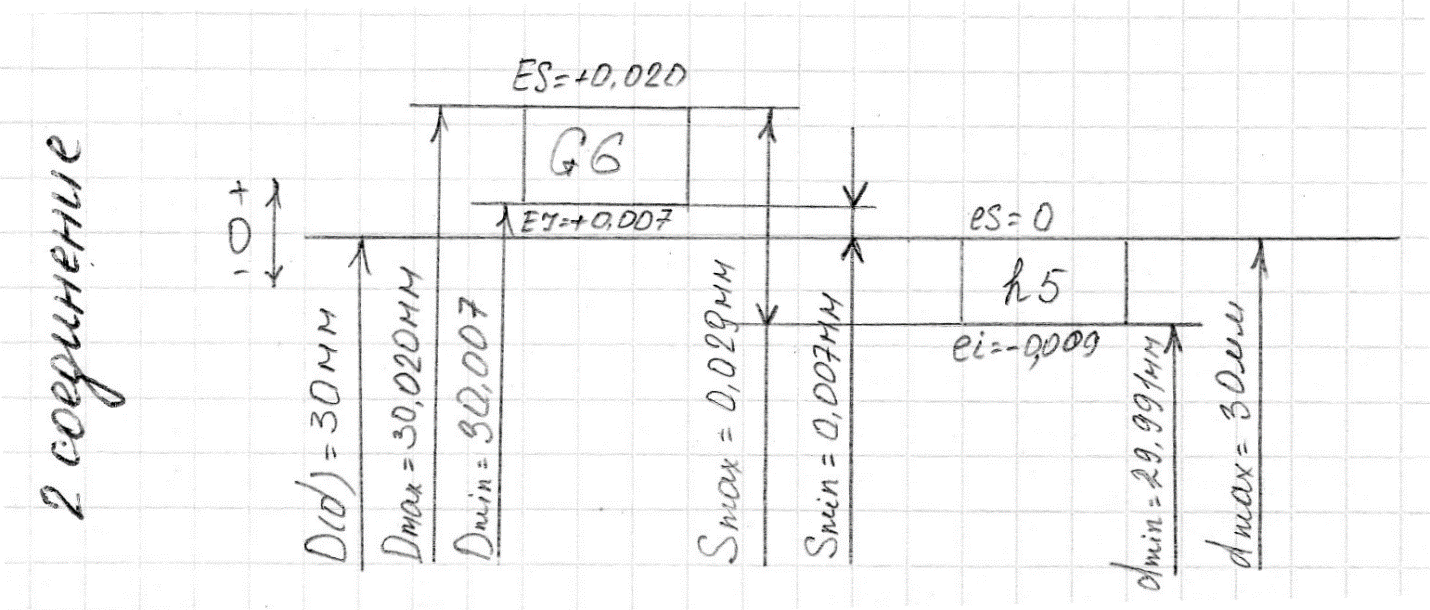 2 соединение
+
0
-
ES=+0,020
G6
EI=+0,007
es=0
h5
ei=-0,009
D(d)=30мм
Dmax=30,020мм
Dmin=30,007
Smax=0,029мм
Smin=0,007мм
dmin=29,991мм
dmax=30мм